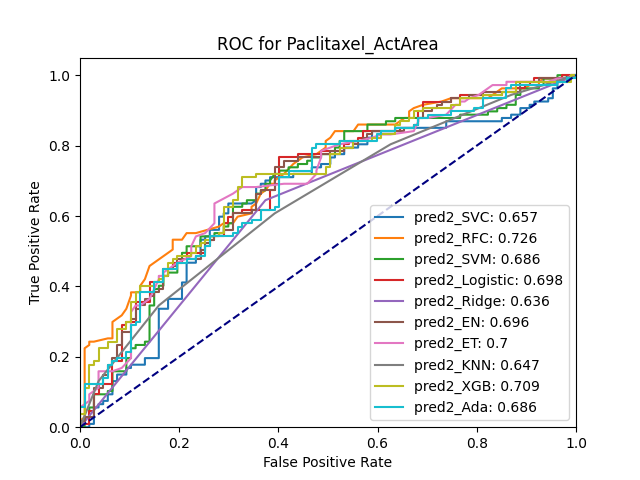 ROC for Paclitaxel_ActArea
True Positive Rate
1.0
0.8
0.6
0.4
0.2
0.0
pred2_SVC: 0.657
pred2_RFC: 0.726
pred2_SVM: 0.686
pred2_Logistic: 0.698
pred2_Ridge: 0.636
pred2_EN: 0.696
pred2_ET: 0.7
pred2_KNN: 0.647
pred2_XGB: 0.709
pred2_Ada: 0.686
0.0 0.2 0.4 0.6 0.8 1.0
False Positive Rate